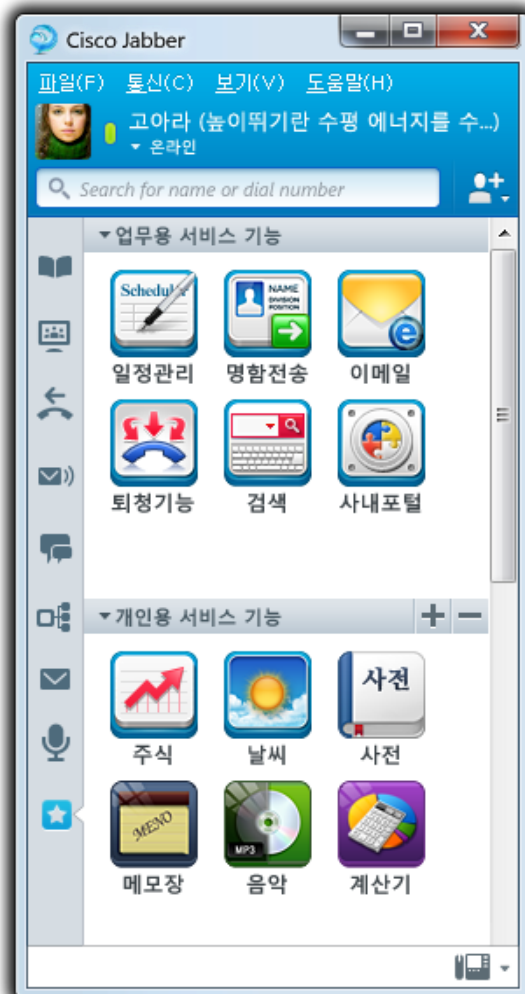 Cisco Jabber
파일(F) 통신(C) 보기(V) 도움말(H)
고아라 (높이뛰기란 수평 에너지를 수...)
온라인
Search for name or dial number
업무용 서비스 기능
Scheduler
NAME
DIVISION
POSITION
일정관리 명함전송 이메일
퇴청기능 검색 사내포털
개인용 서비스 기능
사전
주식 날씨 사전
MENO
MP3
메모장 음악 계산기